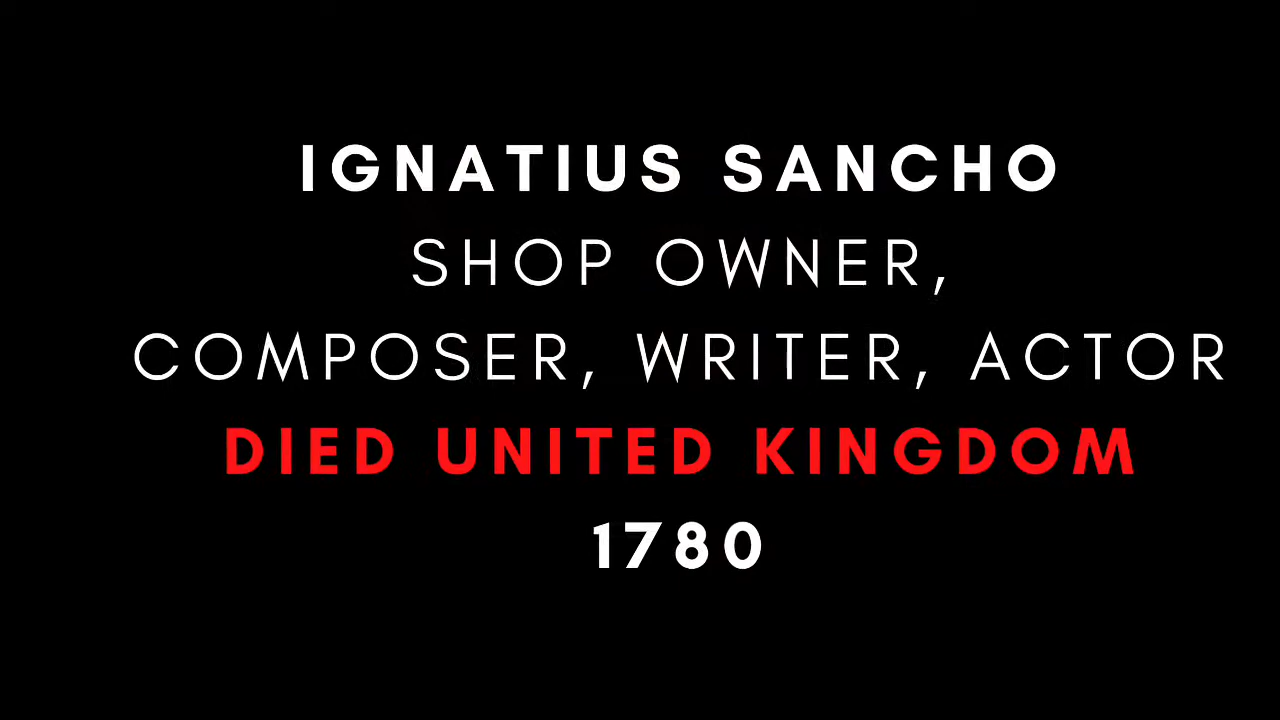 IGNATIUS SANCHO
SHOP OWNER,
COMPOSER, WRITER, ACTOR
DIED UNITED KINGDOM
1780